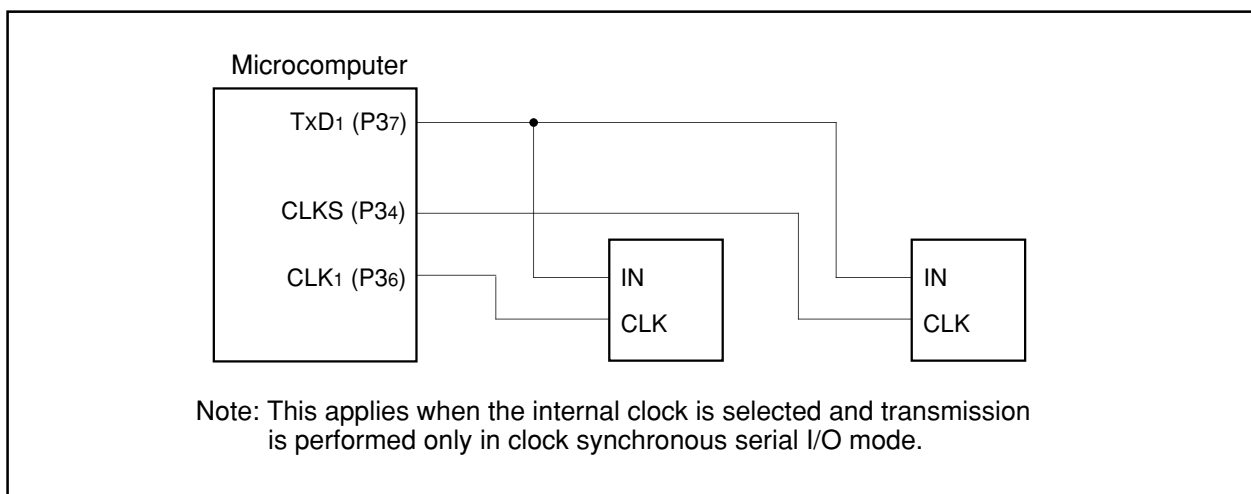 Microcomputer
TxD1 (P37)
CLKS (P34)
CLK1 (P36)
IN
CLK
IN
CLK
Note: This applies when the internal clock is selected and transmission
is performed only in clock synchronous serial I/O mode.